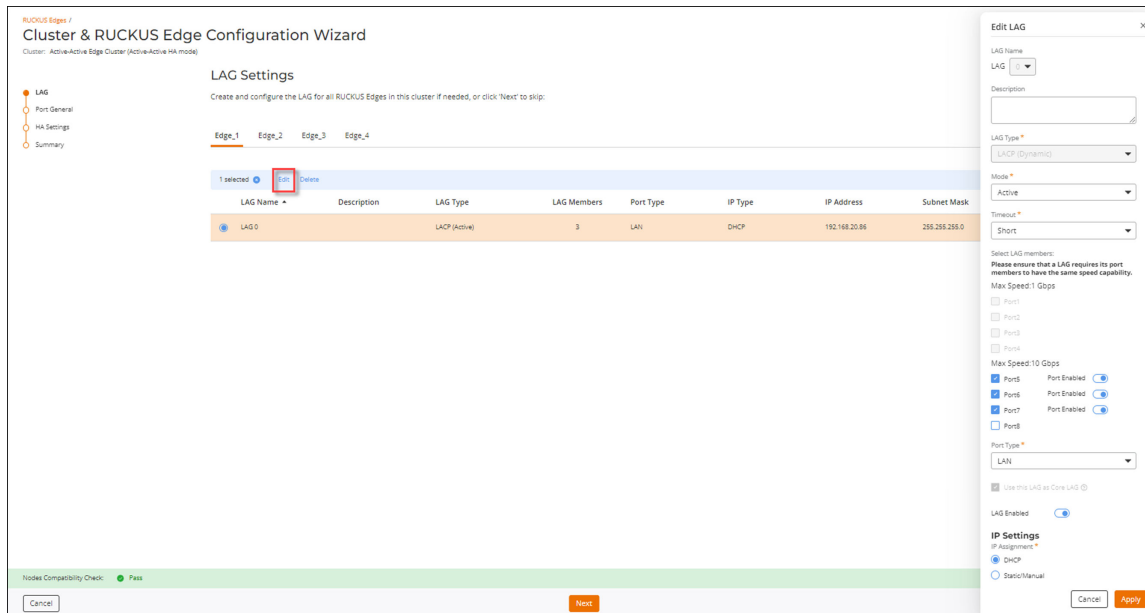 RUCKUS Edges /
Cluster & RUCKUS Edge Configuration Wizard
Cluster: Active-Active Edge Cluster (Active-Active HA mode)
LAG
Port General
HA Settings
Summary
LAG Settings
Create and configure the LAG for all RUCKUS Edges in this cluster if needed, or click 'Next' to skip:
Edge_1 Edge_2 Edge_3 Edge_4
1 selected Edit Delete
LAG Name Description LAG Type LAG Members Port Type IP Type IP Address Subnet Mask
LAG 0 LACP (Active) 3 LAN DHCP 192.168.20.86 255.255.255.0
Nodes Compatibility Check: Pass
Cancel Next
Edit LAG
LAG Name
LAG 0
Description
LAG Type *
LACP (Dynamic)
Mode *
Active
Timeout *
Short
Select LAG members:
Please ensure that a LAG requires its port
members to have the same speed capability.
Max Speed:1 Gbps
Port1
Port2
Port3
Port4
Max Speed:10 Gbps
Port5 Port Enabled
Port6 Port Enabled
Port7 Port Enabled
Port8
Port Type *
LAN
Use this LAG as Core LAG
LAG Enabled
IP Settings
IP Assignment *
DHCP
Static/Manual
Cancel Apply